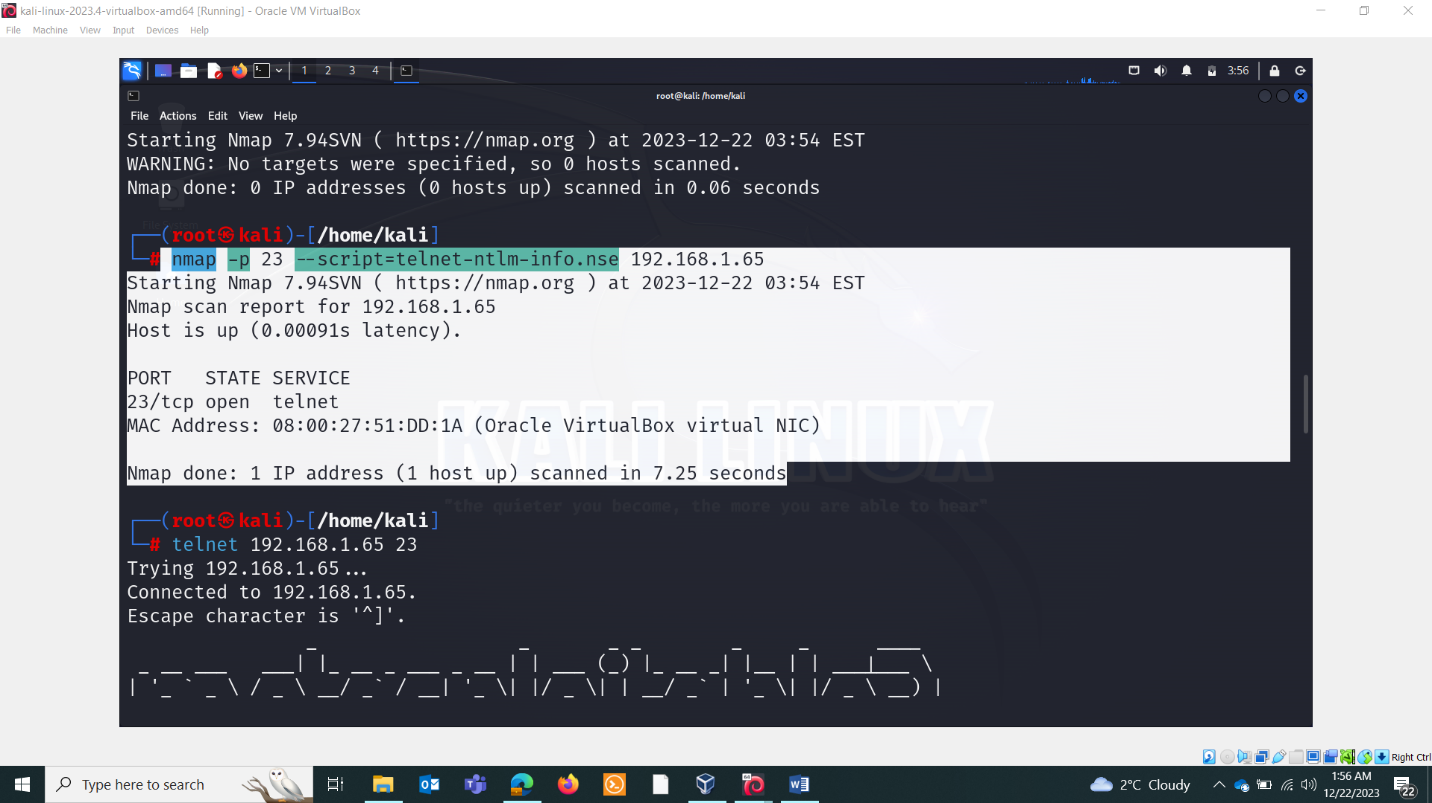 kali-linux-2023.4-virtualbox-amd64 [Running] - Oracle VM VirtualBox
File Machine View Input Devices Help
1 2 3 4 3:56
root@kali: /home/kali
File Actions Edit View Help
Starting Nmap 7.94SVN ( https://nmap.org ) at 2023-12-22 03:54 EST
WARNING: No targets were specified, so 0 hosts scanned.
Nmap done: 0 IP addresses (0 hosts up) scanned in 0.06 seconds
(root㉿kali)-[/home/kali]
# nmap -p 23 --script=telnet-ntlm-info.nse 192.168.1.65
Starting Nmap 7.94SVN ( https://nmap.org ) at 2023-12-22 03:54 EST
Nmap scan report for 192.168.1.65
Host is up (0.00091s latency).
PORT STATE SERVICE
23/tcp open telnet
MAC Address: 08:00:27:51:DD:1A (Oracle VirtualBox virtual NIC)
KALI LINUX
Nmap done: 1 IP address (1 host up) scanned in 7.25 seconds
"the quieter you become, the more you are able to hear"
(root㉿kali)-[/home/kali]
# telnet 192.168.1.65 23
Trying 192.168.1.65...
Connected to 192.168.1.65.
Escape character is '^]'.
Right Ctrl
Type here to search
2°C Cloudy
1:56 AM
12/22/2023
22